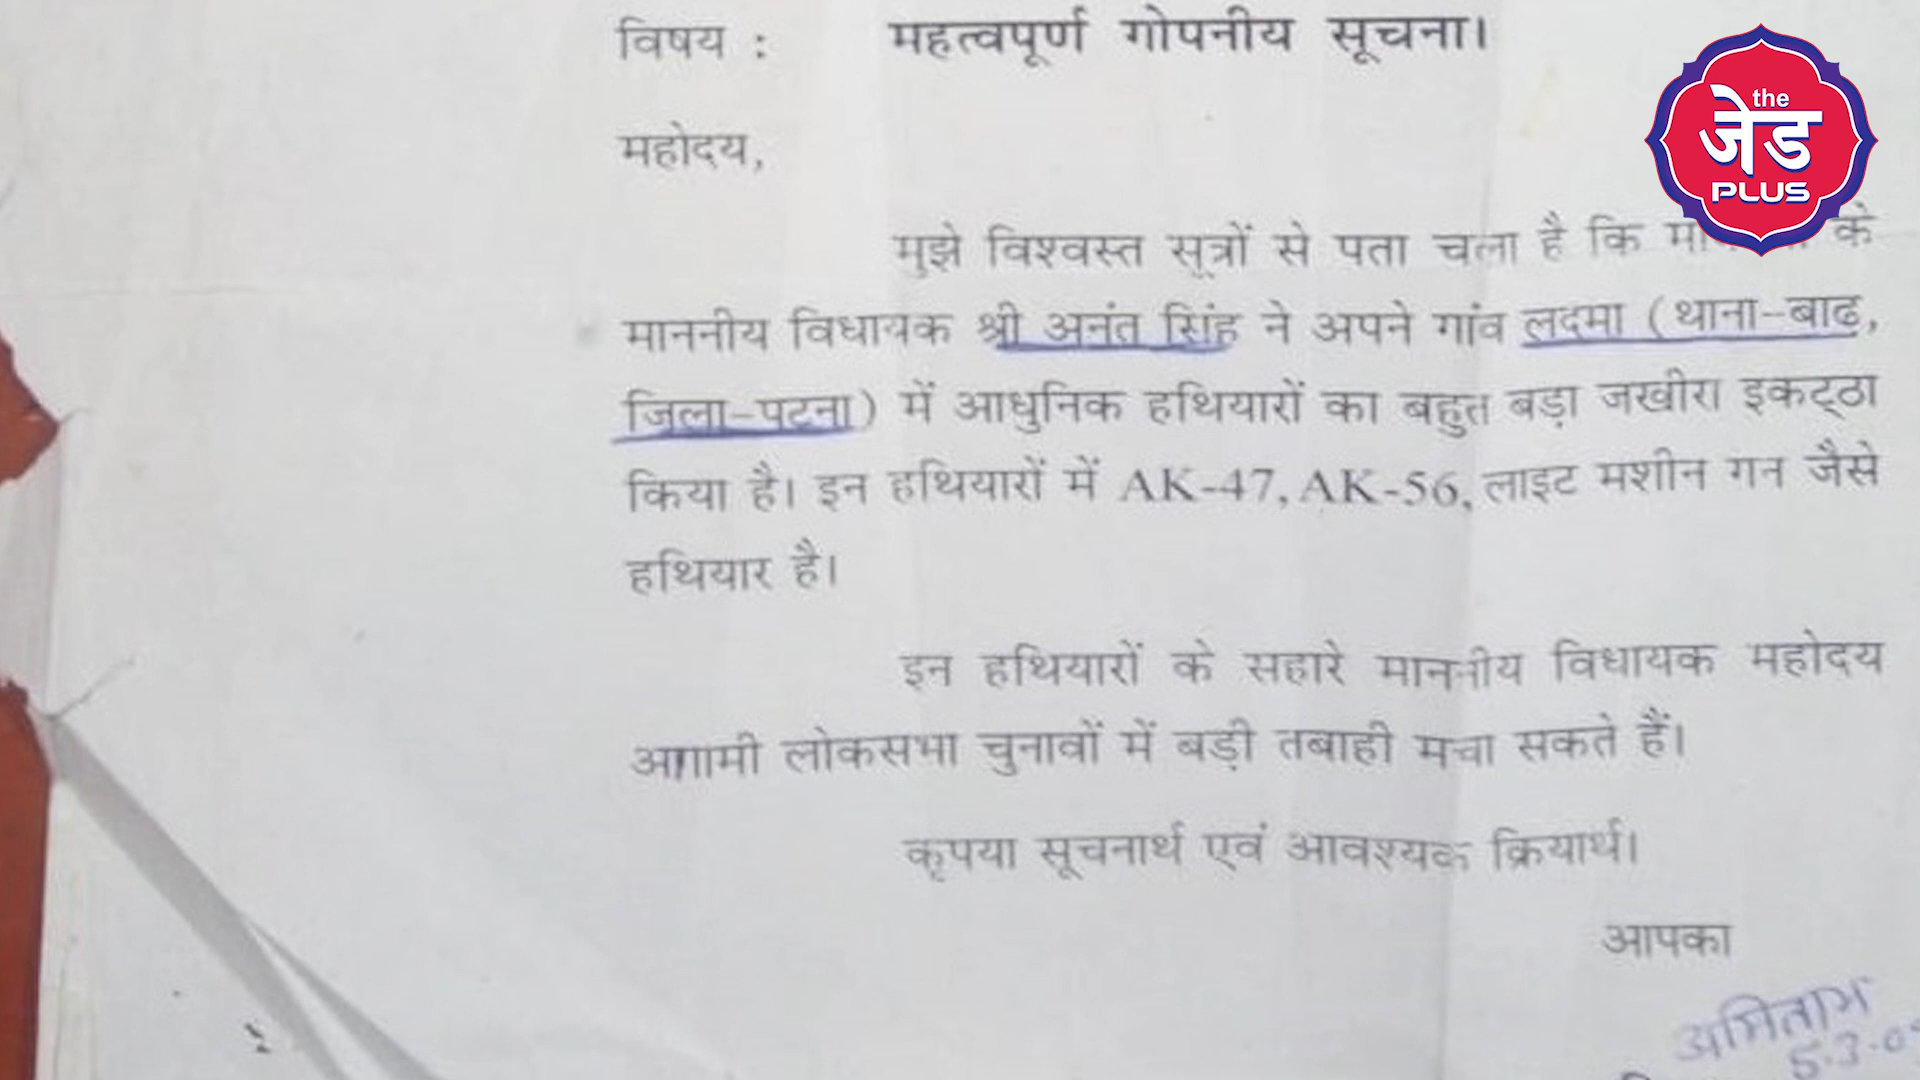 विषय : महत्वपूर्ण गोपनीय सूचना।
the
जेड
PLUS
महोदय,
मुझे विश्वस्त सूत्रों से पता चला है कि के
माननीय विधायक श्री अनंत सिंह ने अपने गांव लदमा (थाना-बाढ,
जिला-पटना) में आधुनिक हथियारों का बहुत बड़ा जखीरा इकट्ठा
किया है। इन हथियारों में AK-47, AK-56, लाइट मशीन गन जैसे
हथियार है।
इन हथियारों के सहारे माननीय विधायक महोदय
आगामी लोकसभा चुनावों में बड़ी तबाही मचा सकते हैं।
कृपया सूचनार्थ एवं आवश्यक क्रियार्थ।
आपका
अमिताभ